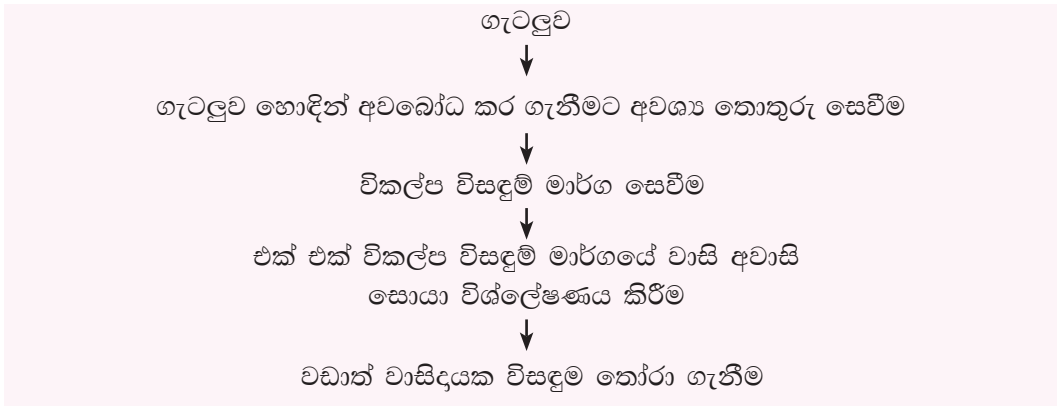 ගැටලුව
ගැටලුව හොඳින් අවබෝධ කර ගැනීමට අවශ්‍ය තොතුරු සෙවීම
විකල්ප විසඳුම් මාර්ග සෙවීම
එක් එක් විකල්ප විසඳුම් මාර්ගයේ වාසි අවාසි
සොයා විශ්ලේෂණය කිරීම
වඩාත් වාසිදායක විසඳුම තෝරා ගැනීම